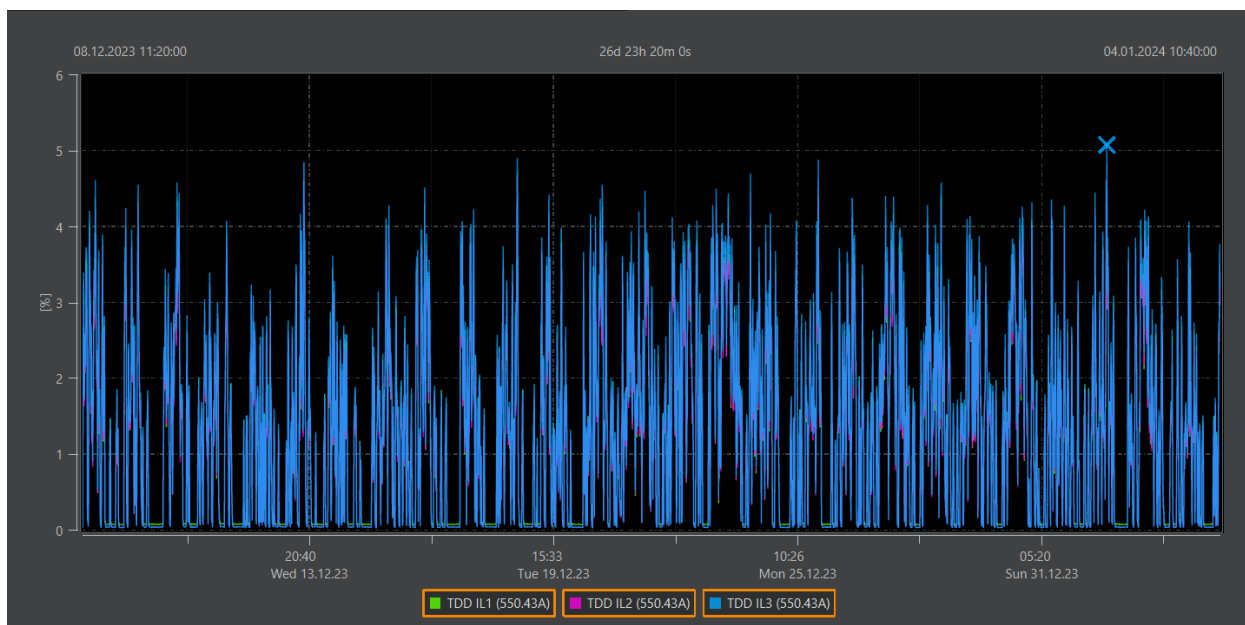 08.12.2023 11:20:00 26d 23h 20m 0s 04.01.2024 10:40:00
6
5
4
[%] 3
2
1
0
20:40 15:33 10:26 05:20
Wed 13.12.23 Tue 19.12.23 Mon 25.12.23 Sun 31.12.23
TDD IL1 (550.43A) TDD IL2 (550.43A) TDD IL3 (550.43A)